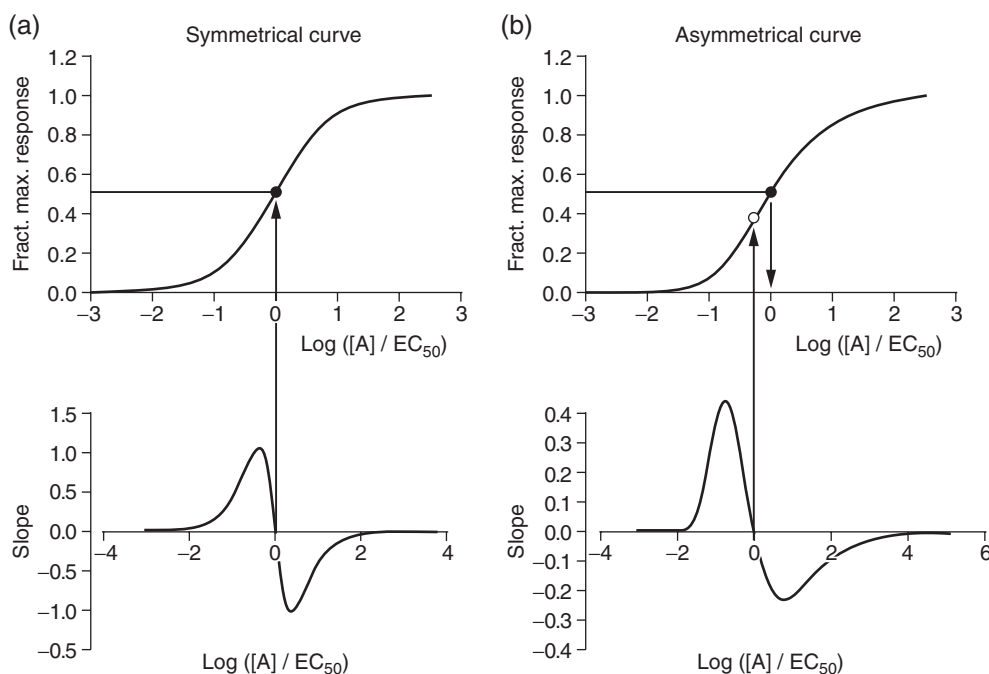 (a)
Symmetrical curve
Fract. max. response
1.2
1.0
0.8
0.6
0.4
0.2
0.0
−3 −2 −1 0 1 2 3
Log ([A] / EC50)
Slope
1.5
1.0
0.5
0.0
−0.5
−1.0
−1.5
−4 −2 0 2 4
Log ([A] / EC50)
(b)
Asymmetrical curve
Fract. max. response
1.2
1.0
0.8
0.6
0.4
0.2
0.0
−3 −2 −1 0 1 2 3
Log ([A] / EC50)
Slope
0.4
0.3
0.2
0.1
0.0
−0.1
−0.2
−0.3
−0.4
−4 −2 0 2 4 6
Log ([A] / EC50)